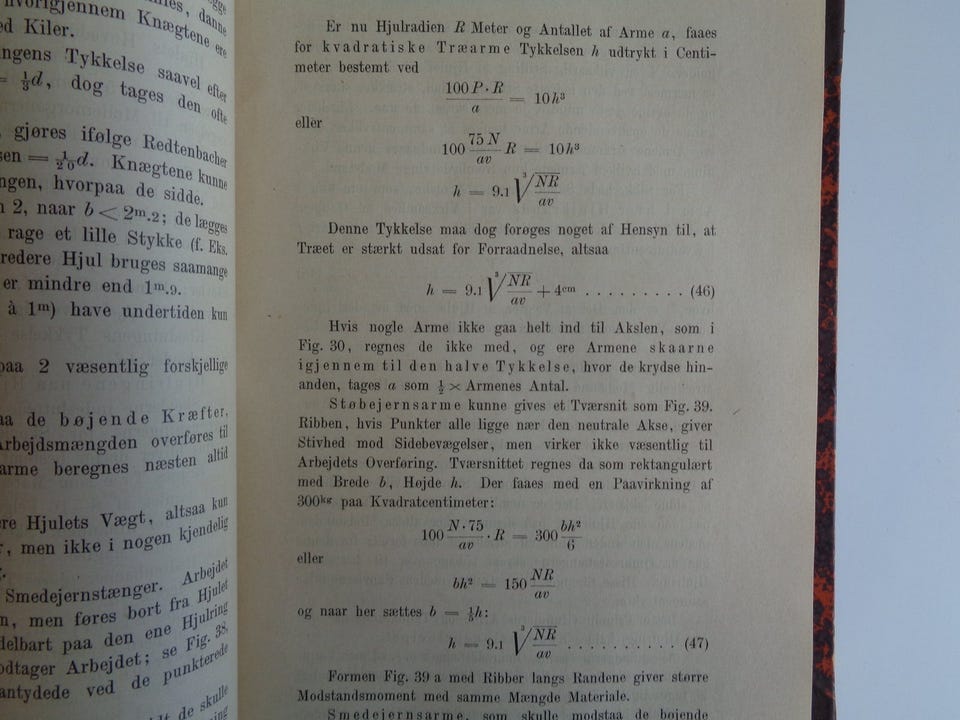 hvorigjennem Knægtene ere
ed Kiler.
ngens Tykkelse saavel efter
d, dog tages den ofte
gjøres ifølge Redtenbacher
sen = 1/20 d. Knægtene kunne
ngen, hvorpaa de sidde.
n 2, naar b < 2m.2; de lægges
rage et lille Stykke (f. Eks.
redere Hjul bruges saamange
er mindre end 1m.9.
à 1m) have undertiden kun
paa 2 væsentlig forskjellige
aa de bøjende Kræfter,
Arbejdsmængden overføres til
arme beregnes næsten altid
re Hjulets Vægt, altsaa kun
, men ikke i nogen kjendelig
Smedejernstænger. Arbejdet
n, men føres bort fra Hjulet
delbart paa den ene Hjulring
odtager Arbejdet; se Fig. 38,
antydede ved de punkterede
de skulle
Er nu Hjulradien R Meter og Antallet af Arme a, faaes
for kvadratiske Træarme Tykkelsen h udtrykt i Centi-
meter bestemt ved
100 P · R / a = 10h³
eller
100 75 N / av R = 10h³
h = 9.1 ∛(NR / av)
Denne Tykkelse maa dog forøges noget af Hensyn til, at
Træet er stærkt udsat for Forraadnelse, altsaa
h = 9.1 ∛(NR / av) + 4cm . . . . . . . . . (46)
Hvis nogle Arme ikke gaa helt ind til Akslen, som i
Fig. 30, regnes de ikke med, og ere Armene skaarne
igjennem til den halve Tykkelse, hvor de krydse hin-
anden, tages a som ½ × Armenes Antal.
Støbejernsarme kunne gives et Tværsnit som Fig. 39.
Ribben, hvis Punkter alle ligge nær den neutrale Akse, giver
Stivhed mod Sidebevægelser, men virker ikke væsentlig til
Arbejdets Overføring. Tværsnittet regnes da som rektangulært
med Brede b, Højde h. Der faaes med en Paavirkning af
300kg paa Kvadratcentimeter:
100 N · 75 / av · R = 300 bh² / 6
eller
bh² = 150 NR / av
og naar her sættes b = ⅕h:
h = 9.1 ∛(NR / av) . . . . . . . . . . (47)
Formen Fig. 39 a med Ribber langs Randene giver større
Modstandsmoment med samme Mængde Materiale.
Smedejernsarme, som skulle modstaa de bøjende